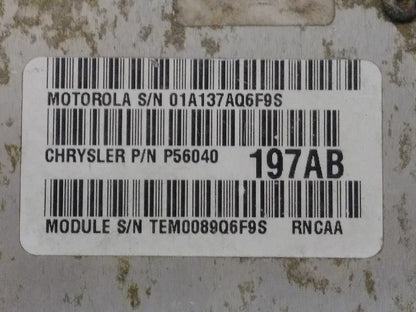 MOTOROLA S/N 01A137AQ6F9S
CHRYSLER P/N P56040 197AB
MODULE S/N TEM0089Q6F9S RNCAA